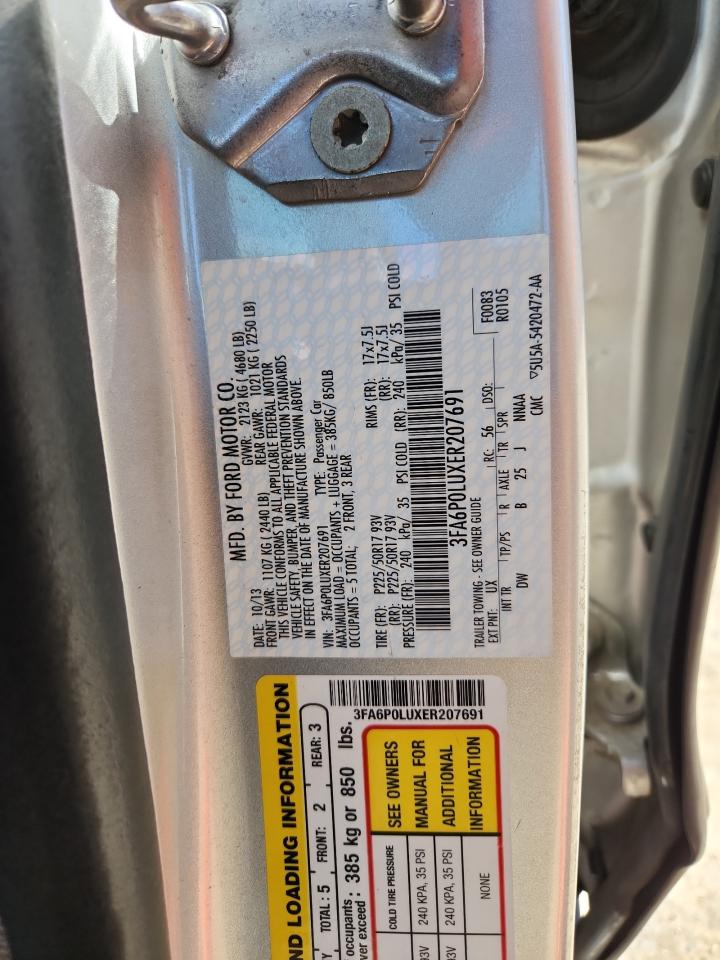 MFD. BY FORD MOTOR CO.
DATE: 10/13 GVWR: 2123 KG ( 4680 LB)
FRONT GAWR: 1107 KG ( 2440 LB) REAR GAWR: 1021 KG ( 2250 LB)
THIS VEHICLE CONFORMS TO ALL APPLICABLE FEDERAL MOTOR
VEHICLE SAFETY, BUMPER, AND THEFT PREVENTION STANDARDS
IN EFFECT ON THE DATE OF MANUFACTURE SHOWN ABOVE.
VIN: 3FA6P0LUXER207691 TYPE: Passenger Car
MAXIMUM LOAD = OCCUPANTS + LUGGAGE = 385KG/ 850LB
OCCUPANTS = 5 TOTAL; 2 FRONT, 3 REAR
TIRE (FR): P225/50R17 93V RIMS (FR): 17x7.5J
(RR): P225/50R17 93V (RR): 17x7.5J
PRESSURE (FR): 240 kPa/ 35 PSI COLD (RR): 240 kPa/ 35 PSI COLD
3FA6P0LUXER207691
F0083
R0105
TRAILER TOWING - SEE OWNER GUIDE
EXT PNT: UX RC: 56 DSO:
INT TR TP/PS R AXLE TR SPR
DW B 25 J NNAA
CMC ▽5U5A-5420472-AA
3FA6P0LUXER207691
ND LOADING INFORMATION
TOTAL: 5 FRONT: 2 REAR: 3
occupants: 385 kg or 850 lbs.
ver exceed :
COLD TIRE PRESSURE
240 KPA, 35 PSI
240 KPA, 35 PSI
NONE
SEE OWNERS
MANUAL FOR
ADDITIONAL
INFORMATION
93V
93V